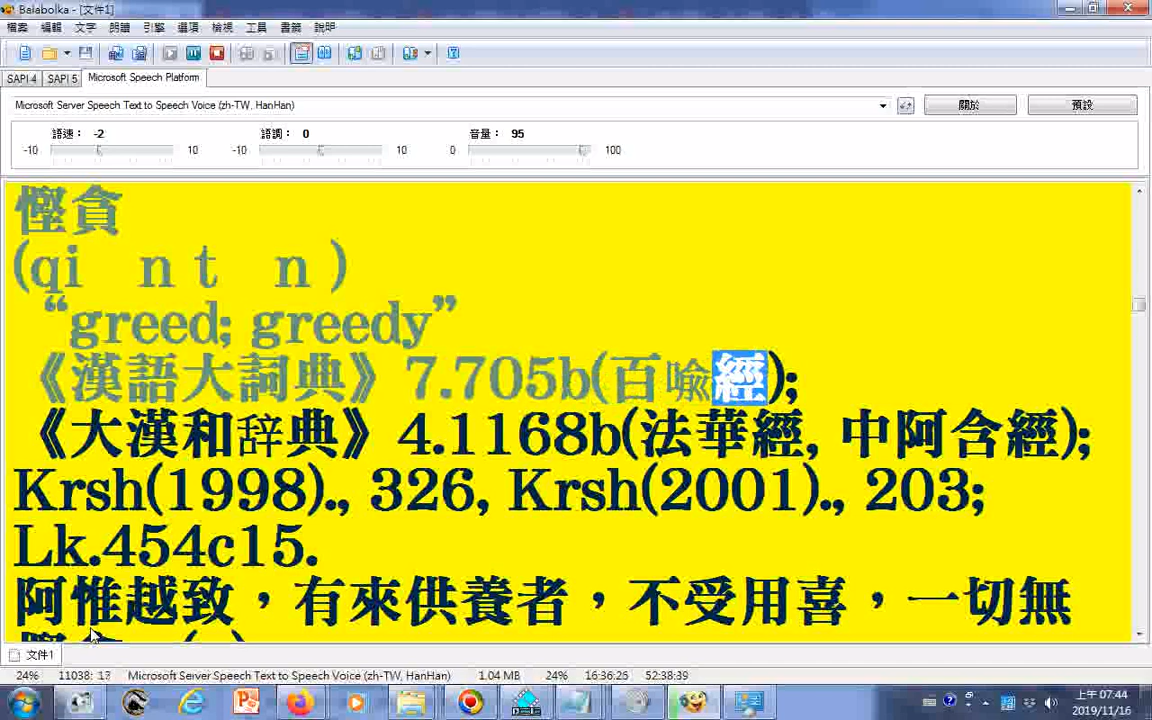 Balabolka - [文件1]
檔案 編輯 文字 朗讀 引擎 選項 檢視 工具 書籤 說明
SAPI 4 SAPI 5 Microsoft Speech Platform
Microsoft Server Speech Text to Speech Voice (zh-TW, HanHan) 關於 預設
語速： -2 語調： 0 音量： 95
-10 10 -10 10 0 100
慳貪
(qi n t n )
“greed; greedy”
《漢語大詞典》 7.705b(百喩經);
《大漢和辞典》 4.1168b(法華經, 中阿含經);
Krsh(1998)., 326, Krsh(2001)., 203;
Lk.454c15.
阿惟越致，有來供養者，不受用喜，一切無
文件1
24% 11038: 17 Microsoft Server Speech Text to Speech Voice (zh-TW, HanHan) 1.04 MB 24% 16:36:25 52:38:39
上午 07:44
2019/11/16